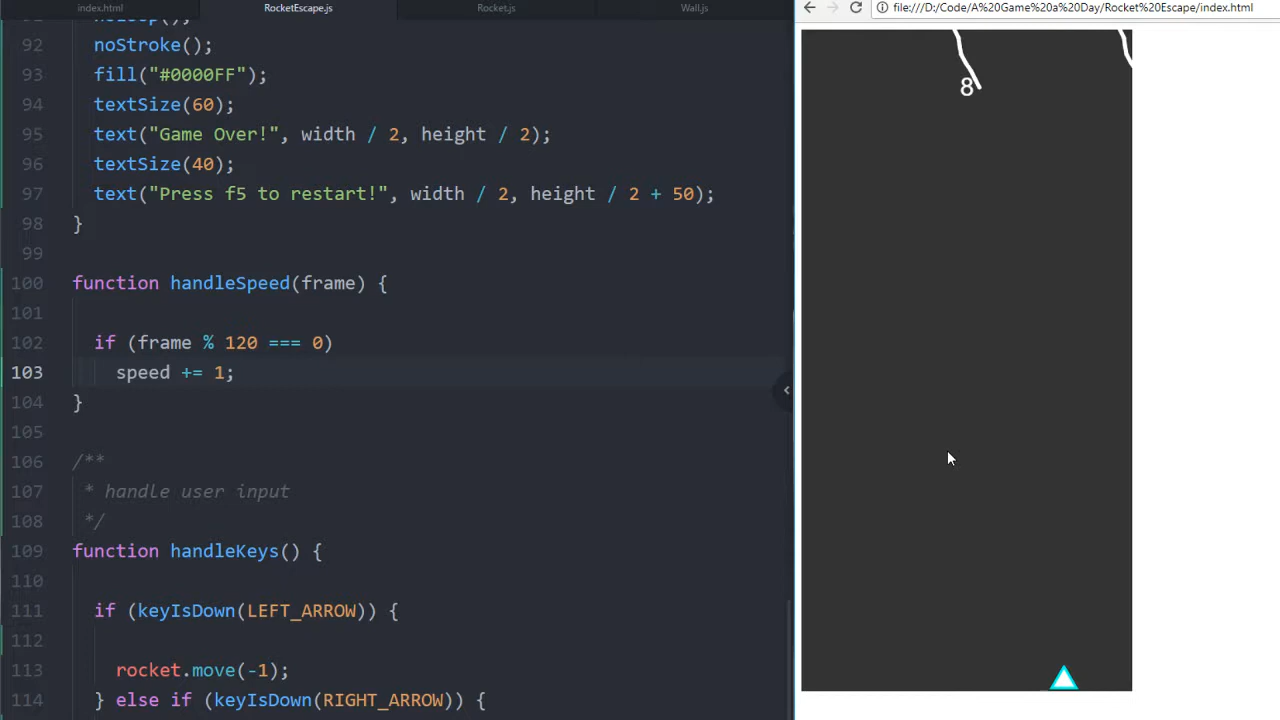 index.html RocketEscape.js Rocket.js Wall.js
file:///D:/Code/A%20Game%20a%20Day/Rocket%20Escape/index.html
91 noLoop();
92 noStroke();
93 fill("#0000FF");
94 textSize(60);
95 text("Game Over!", width / 2, height / 2);
96 textSize(40);
97 text("Press f5 to restart!", width / 2, height / 2 + 50);
98 }
99
100 function handleSpeed(frame) {
101
102 if (frame % 120 === 0)
103 speed += 1;
104 }
105
106 /**
107 * handle user input
108 */
109 function handleKeys() {
110
111 if (keyIsDown(LEFT_ARROW)) {
112
113 rocket.move(-1);
114 } else if (keyIsDown(RIGHT_ARROW)) {
8